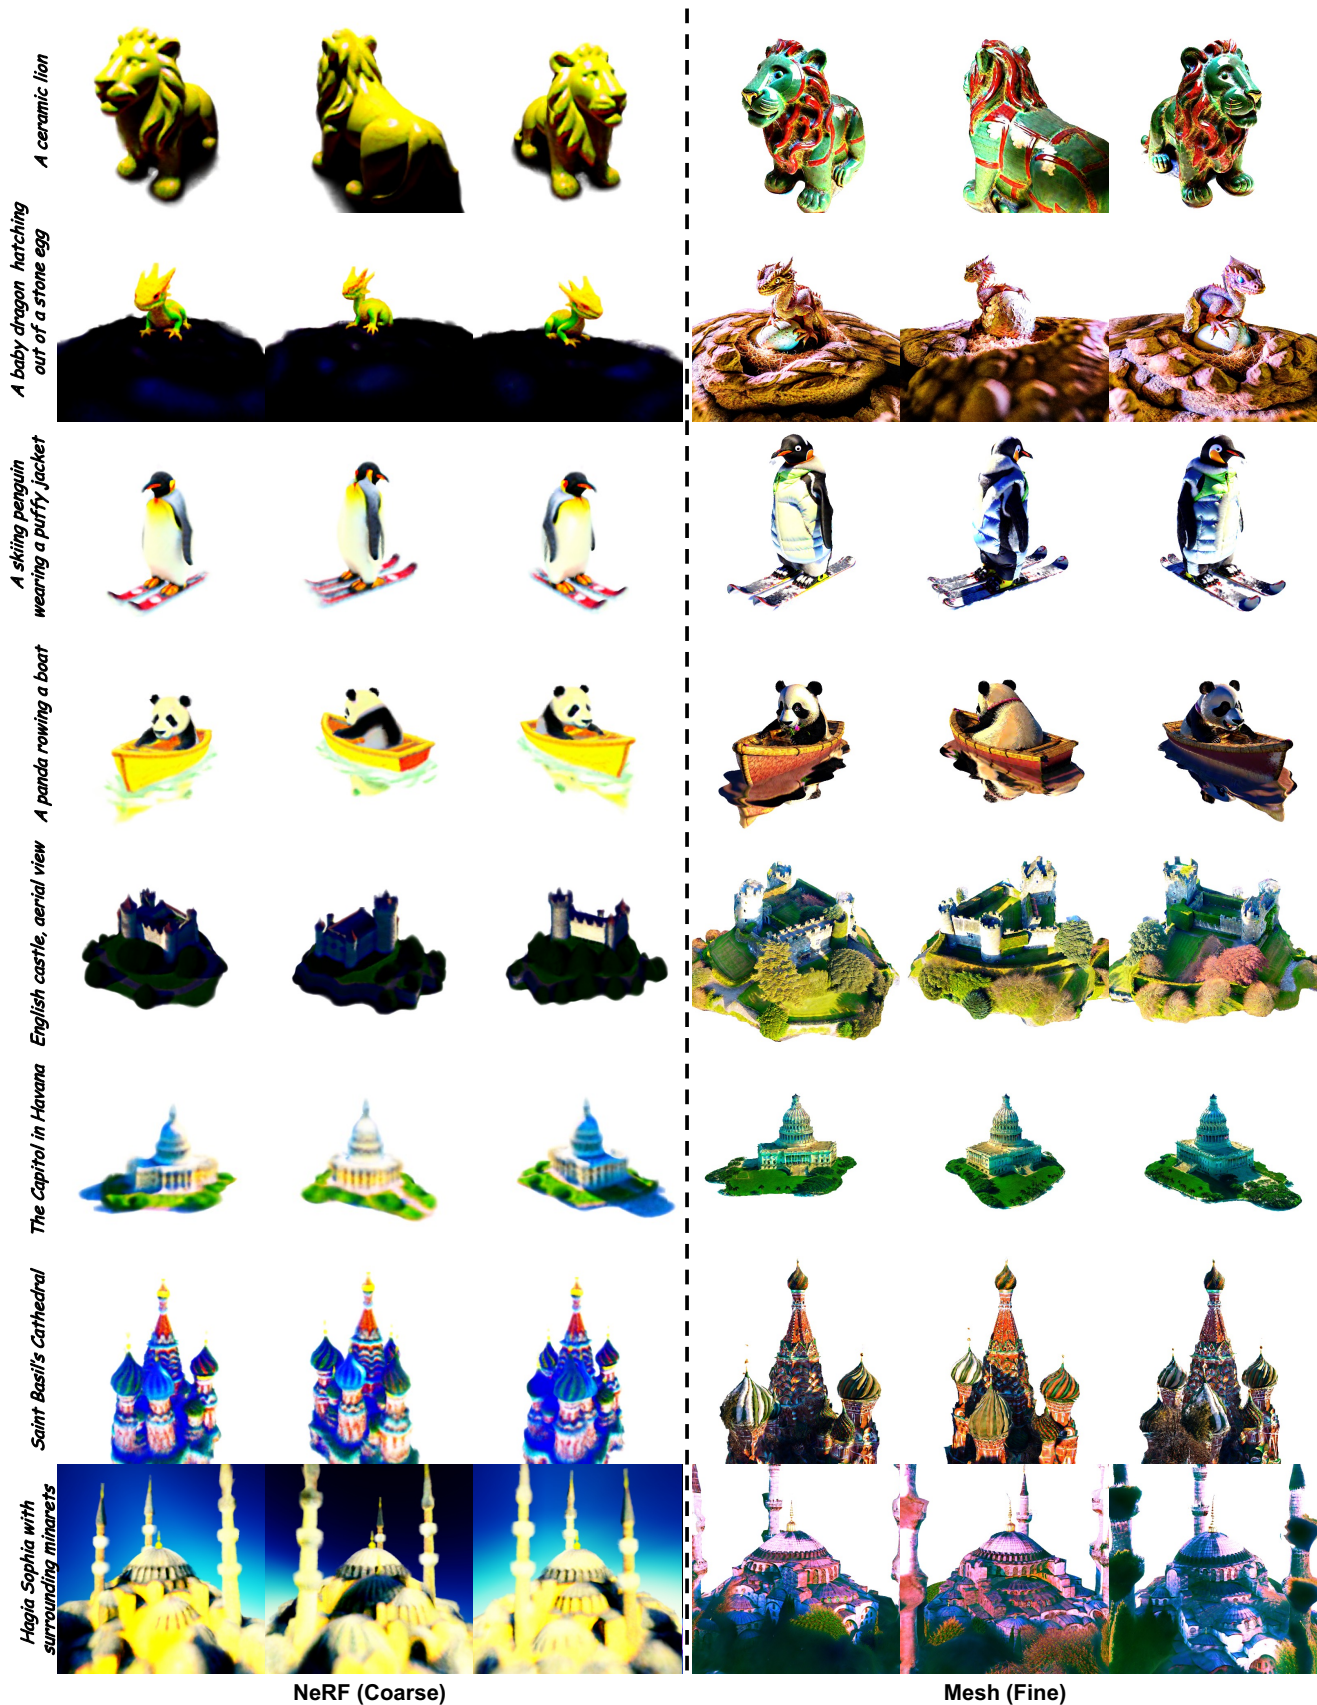 A ceramic lion
A baby dragon hatching
out of a stone egg
A skiing penguin
wearing a puffy jacket
A panda rowing a boat
English castle, aerial view
The Capitol in Havana
Saint Basil's Cathedral
Hagia Sophia with
surrounding minarets
NeRF (Coarse)
Mesh (Fine)